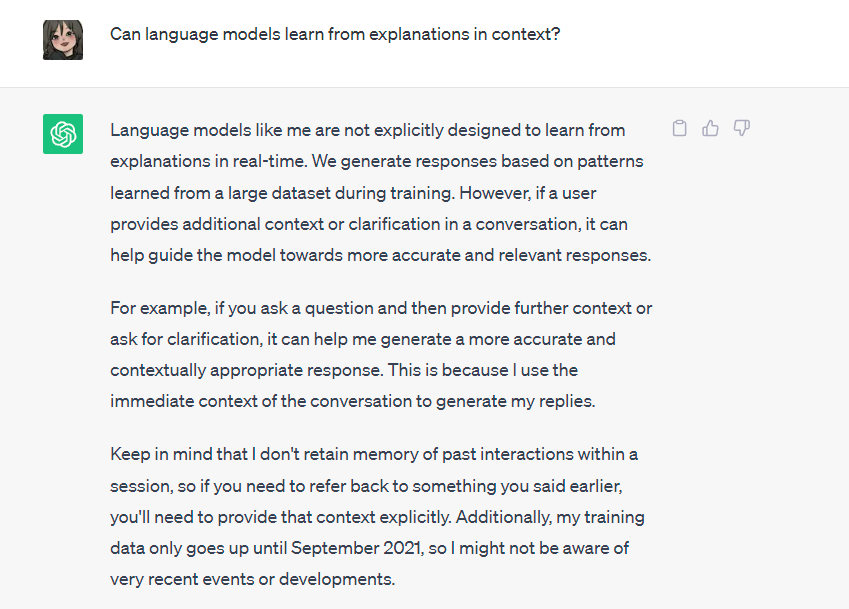 Can language models learn from explanations in context?
Language models like me are not explicitly designed to learn from
explanations in real-time. We generate responses based on patterns
learned from a large dataset during training. However, if a user
provides additional context or clarification in a conversation, it can
help guide the model towards more accurate and relevant responses.
For example, if you ask a question and then provide further context or
ask for clarification, it can help me generate a more accurate and
contextually appropriate response. This is because I use the
immediate context of the conversation to generate my replies.
Keep in mind that I don't retain memory of past interactions within a
session, so if you need to refer back to something you said earlier,
you'll need to provide that context explicitly. Additionally, my training
data only goes up until September 2021, so I might not be aware of
very recent events or developments.